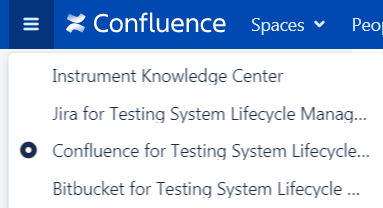 Confluence Spaces Peo
Instrument Knowledge Center
Jira for Testing System Lifecycle Manag...
Confluence for Testing System Lifecycle...
Bitbucket for Testing System Lifecycle ...